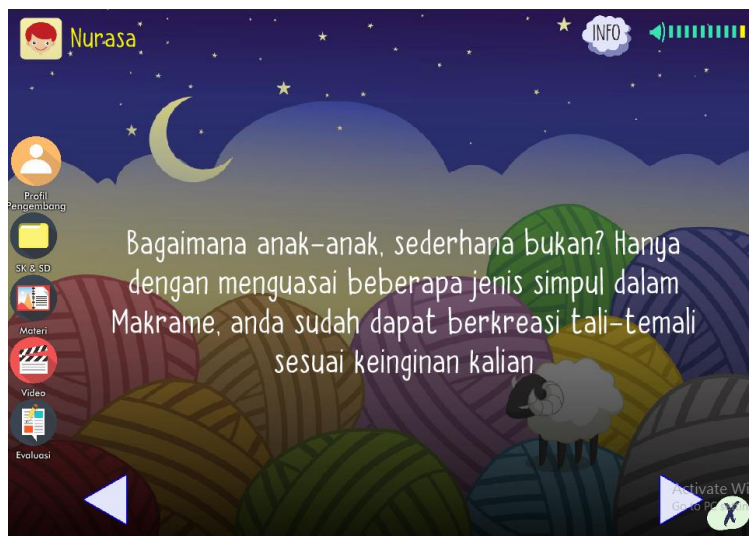 Nurasa
INFO
Profil
Pengembang
SK & SD
Materi
Video
Evaluasi
Bagaimana anak-anak, sederhana bukan? Hanya
dengan menguasai beberapa jenis simpul dalam
Makrame, anda sudah dapat berkreasi tali-temali
sesuai keinginan kalian
Activate Wi
Go to PC
X